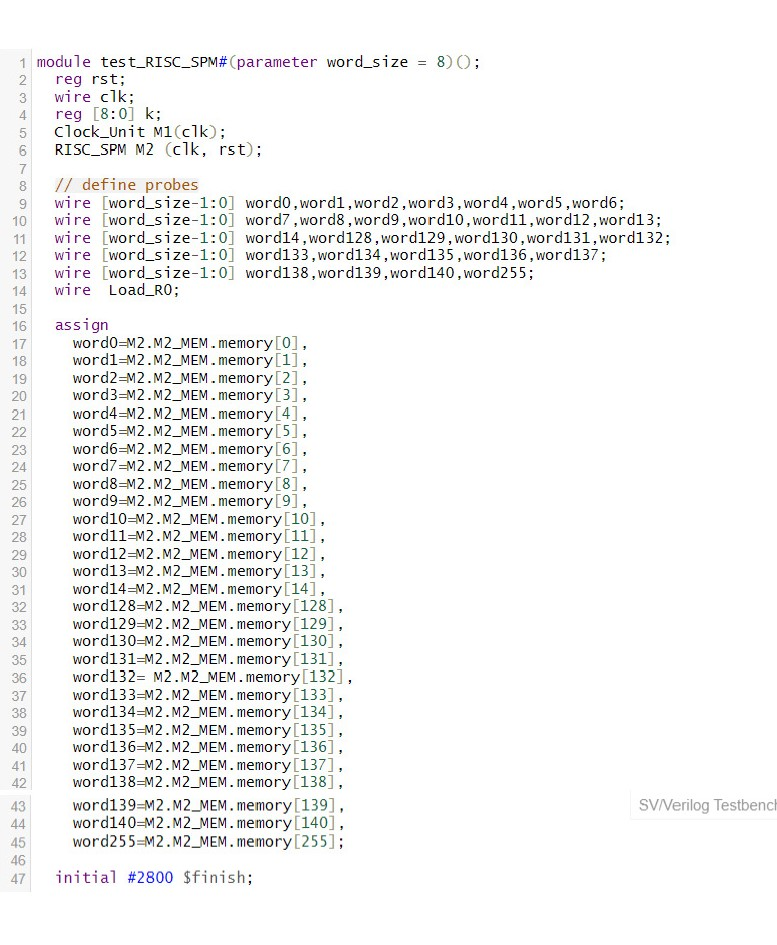 1 module test_RISC_SPM#(parameter word_size = 8)();
2 reg rst;
3 wire clk;
4 reg [8:0] k;
5 Clock_Unit M1(clk);
6 RISC_SPM M2 (clk, rst);
7
8 // define probes
9 wire [word_size-1:0] word0,word1,word2,word3,word4,word5,word6;
10 wire [word_size-1:0] word7,word8,word9,word10,word11,word12,word13;
11 wire [word_size-1:0] word14,word128,word129,word130,word131,word132;
12 wire [word_size-1:0] word133,word134,word135,word136,word137;
13 wire [word_size-1:0] word138,word139,word140,word255;
14 wire  Load_R0;
15
16 assign
17 word0=M2.M2_MEM.memory[0],
18 word1=M2.M2_MEM.memory[1],
19 word2=M2.M2_MEM.memory[2],
20 word3=M2.M2_MEM.memory[3],
21 word4=M2.M2_MEM.memory[4],
22 word5=M2.M2_MEM.memory[5],
23 word6=M2.M2_MEM.memory[6],
24 word7=M2.M2_MEM.memory[7],
25 word8=M2.M2_MEM.memory[8],
26 word9=M2.M2_MEM.memory[9],
27 word10=M2.M2_MEM.memory[10],
28 word11=M2.M2_MEM.memory[11],
29 word12=M2.M2_MEM.memory[12],
30 word13=M2.M2_MEM.memory[13],
31 word14=M2.M2_MEM.memory[14],
32 word128=M2.M2_MEM.memory[128],
33 word129=M2.M2_MEM.memory[129],
34 word130=M2.M2_MEM.memory[130],
35 word131=M2.M2_MEM.memory[131],
36 word132= M2.M2_MEM.memory[132],
37 word133=M2.M2_MEM.memory[133],
38 word134=M2.M2_MEM.memory[134],
39 word135=M2.M2_MEM.memory[135],
40 word136=M2.M2_MEM.memory[136],
41 word137=M2.M2_MEM.memory[137],
42 word138=M2.M2_MEM.memory[138],
43 word139=M2.M2_MEM.memory[139],
SV/Verilog Testbench
44 word140=M2.M2_MEM.memory[140],
45 word255=M2.M2_MEM.memory[255];
46
47 initial #2800 $finish;